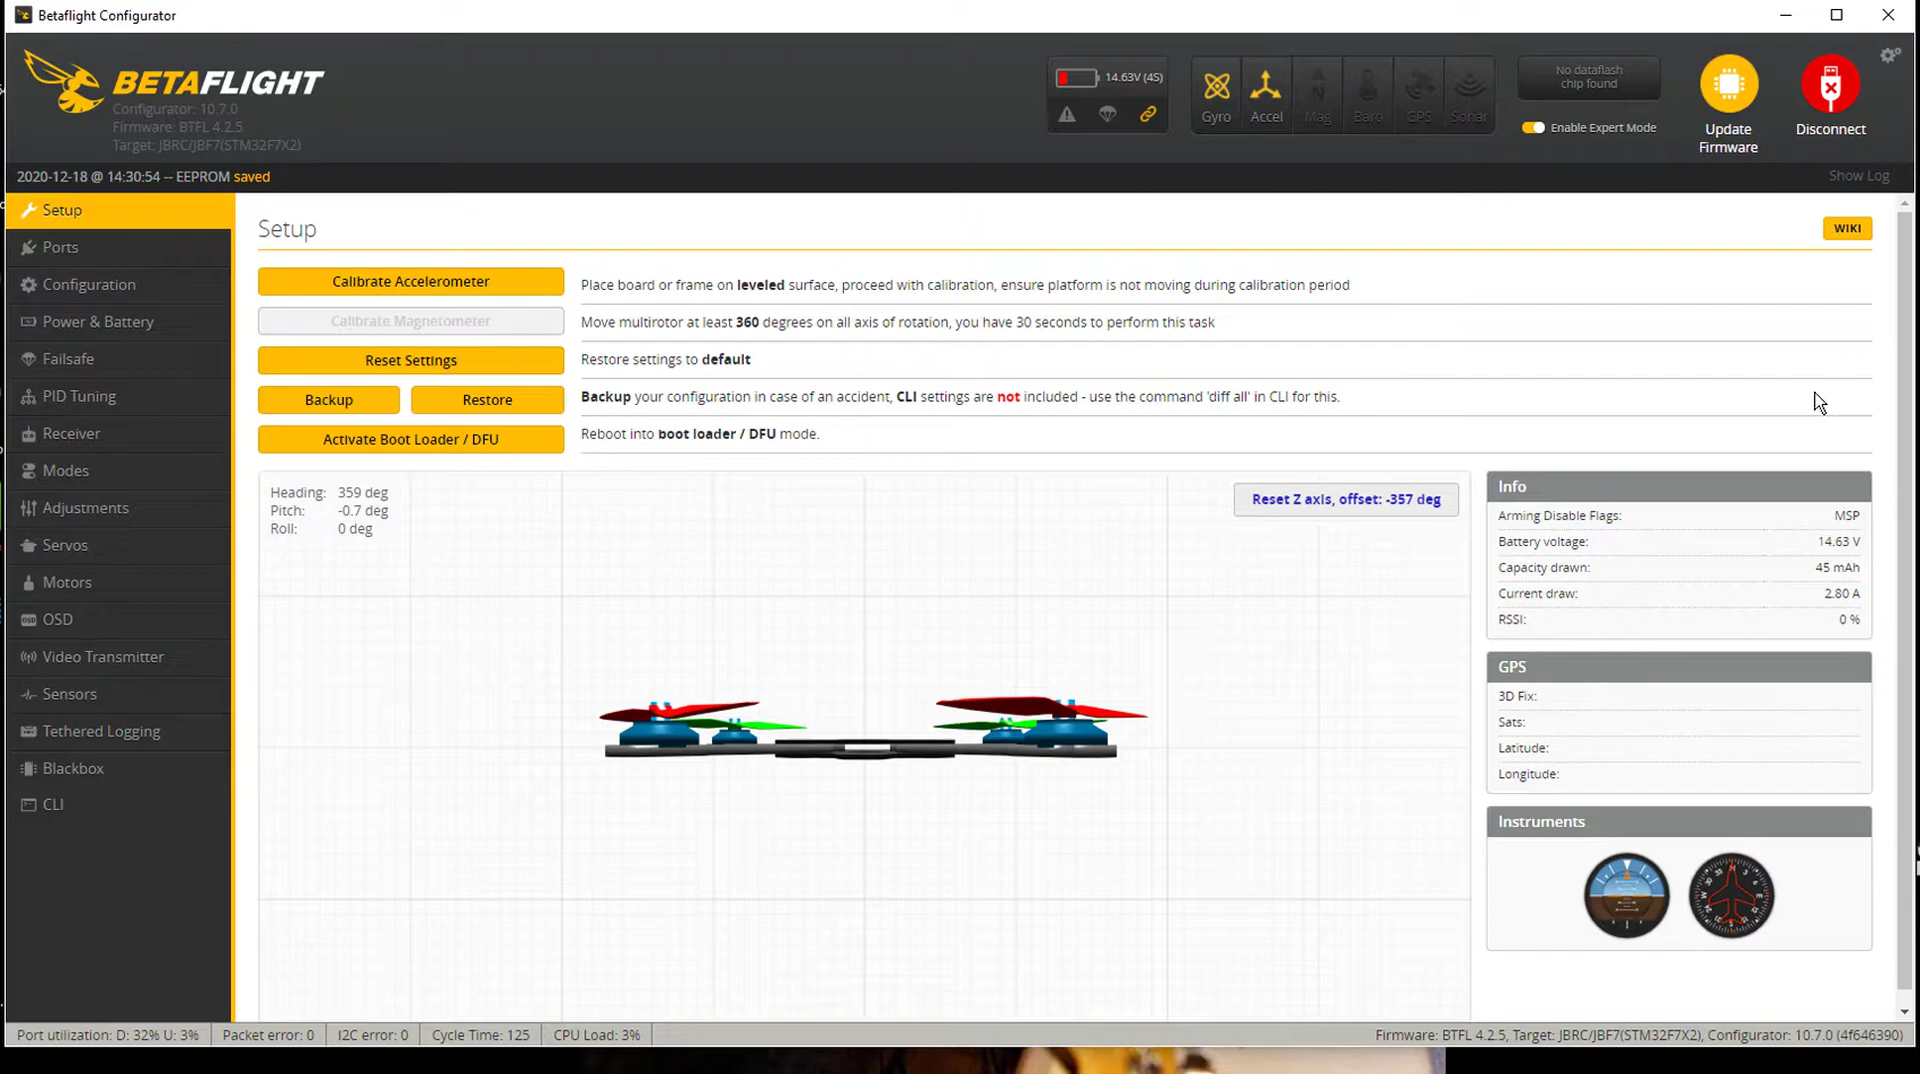 Betaflight Configurator
BETAFLIGHT
Configurator: 10.7.0
Firmware: BTFL 4.2.5
Target: JBRC/JBF7(STM32F7X2)
14.63V (4S)
Gyro
Accel
Mag
Baro
GPS
Sonar
No dataflash
chip found
Enable Expert Mode
Update
Firmware
Disconnect
2020-12-18 @ 14:30:54 -- EEPROM saved
Show Log
Setup
Ports
Configuration
Power & Battery
Failsafe
PID Tuning
Receiver
Modes
Adjustments
Servos
Motors
OSD
Video Transmitter
Sensors
Tethered Logging
Blackbox
CLI
Setup
WIKI
Calibrate Accelerometer
Place board or frame on leveled surface, proceed with calibration, ensure platform is not moving during calibration period
Calibrate Magnetometer
Move multirotor at least 360 degrees on all axis of rotation, you have 30 seconds to perform this task
Reset Settings
Restore settings to default
Backup
Restore
Backup your configuration in case of an accident, CLI settings are not included - use the command 'diff all' in CLI for this.
Activate Boot Loader / DFU
Reboot into boot loader / DFU mode.
Heading: 359 deg
Pitch: -0.7 deg
Roll: 0 deg
Reset Z axis, offset: -357 deg
Info
Arming Disable Flags: MSP
Battery voltage: 14.63 V
Capacity drawn: 45 mAh
Current draw: 2.80 A
RSSI: 0 %
GPS
3D Fix:
Sats:
Latitude:
Longitude:
Instruments
Port utilization: D: 32% U: 3%
Packet error: 0
I2C error: 0
Cycle Time: 125
CPU Load: 3%
Firmware: BTFL 4.2.5, Target: JBRC/JBF7(STM32F7X2), Configurator: 10.7.0 (4f646390)